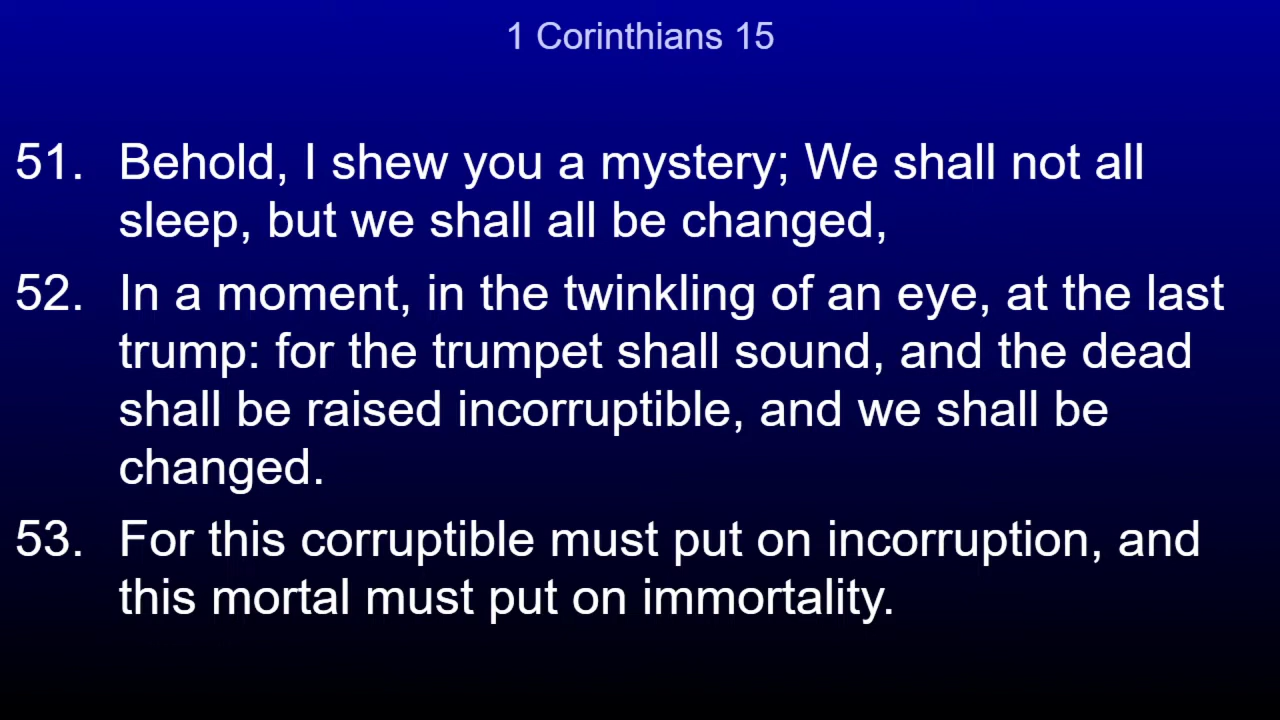 1 Corinthians 15
51. Behold, I shew you a mystery; We shall not all
sleep, but we shall all be changed,
52. In a moment, in the twinkling of an eye, at the last
trump: for the trumpet shall sound, and the dead
shall be raised incorruptible, and we shall be
changed.
53. For this corruptible must put on incorruption, and
this mortal must put on immortality.